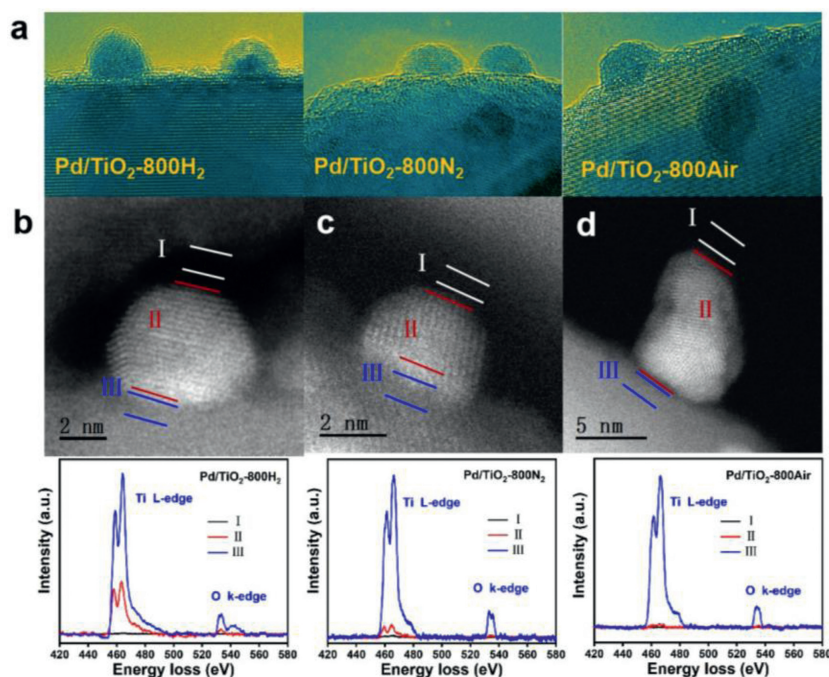 a
Pd/TiO₂-800H₂
Pd/TiO₂-800N₂
Pd/TiO₂-800Air
b
I
II
III
2 nm
c
I
II
III
2 nm
d
I
II
III
5 nm
Pd/TiO₂-800H₂
Ti L-edge
I
II
III
O k-edge
Intensity (a.u.)
420 440 460 480 500 520 540 560 580
Energy loss (eV)
Pd/TiO₂-800N₂
Ti L-edge
I
II
III
O k-edge
Intensity (a.u.)
420 440 460 480 500 520 540 560 580
Energy loss (eV)
Pd/TiO₂-800Air
Ti L-edge
I
II
III
O k-edge
Intensity (a.u.)
420 440 460 480 500 520 540 560 580
Energy loss (eV)